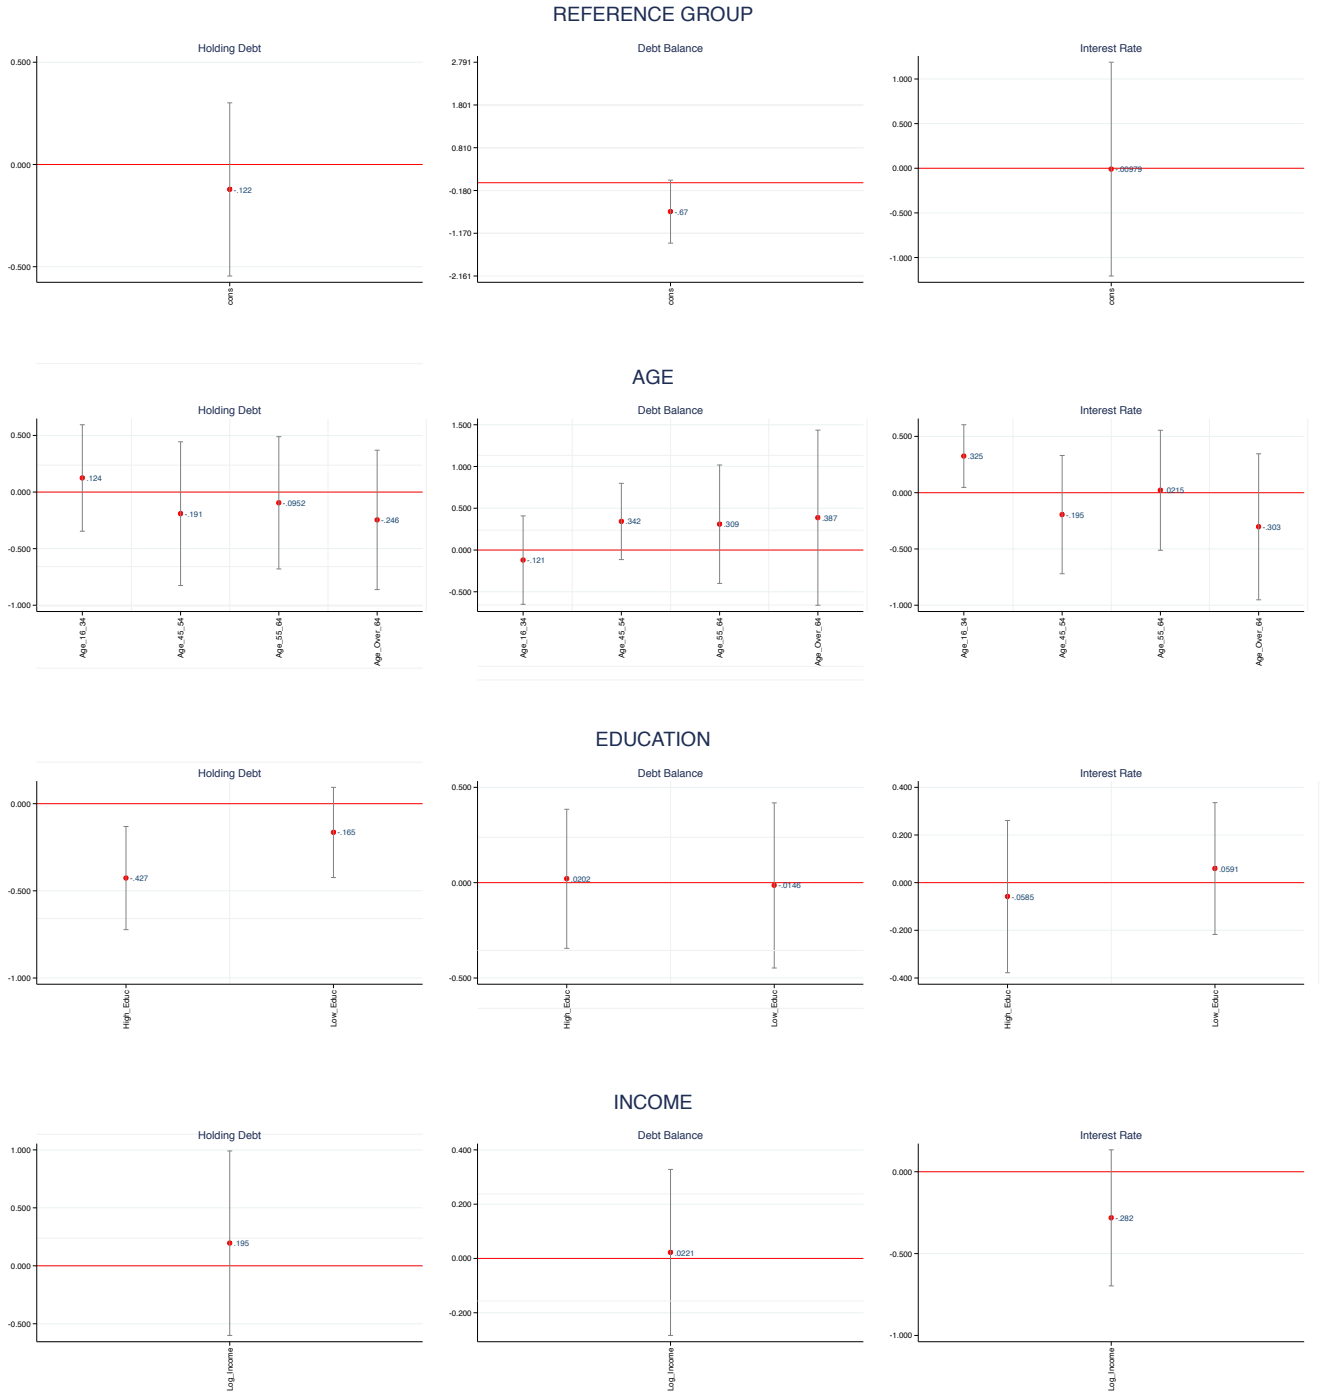 REFERENCE GROUP
Holding Debt
0.500
0.000
-0.500
-.122
cons
Debt Balance
2.791
1.801
0.810
-0.180
-1.170
-2.161
-.67
cons
Interest Rate
1.000
0.500
0.000
-0.500
-1.000
-.00979
cons
AGE
Holding Debt
0.500
0.000
-0.500
-1.000
.124
-.191
-.0952
-.246
Age_16_34
Age_45_54
Age_55_64
Age_Over_64
Debt Balance
1.500
1.000
0.500
0.000
-0.500
-.121
.342
.309
.387
Age_16_34
Age_45_54
Age_55_64
Age_Over_64
Interest Rate
0.500
0.000
-0.500
-1.000
.325
-.195
.0215
-.303
Age_16_34
Age_45_54
Age_55_64
Age_Over_64
EDUCATION
Holding Debt
0.000
-0.500
-1.000
-.427
-.165
High_Educ
Low_Educ
Debt Balance
0.500
0.000
-0.500
.0202
-.0146
High_Educ
Low_Educ
Interest Rate
0.400
0.200
0.000
-0.200
-0.400
-.0585
.0591
High_Educ
Low_Educ
INCOME
Holding Debt
1.000
0.500
0.000
-0.500
.195
Log_Income
Debt Balance
0.400
0.200
0.000
-0.200
.0221
Log_Income
Interest Rate
0.000
-0.500
-1.000
-.282
Log_Income